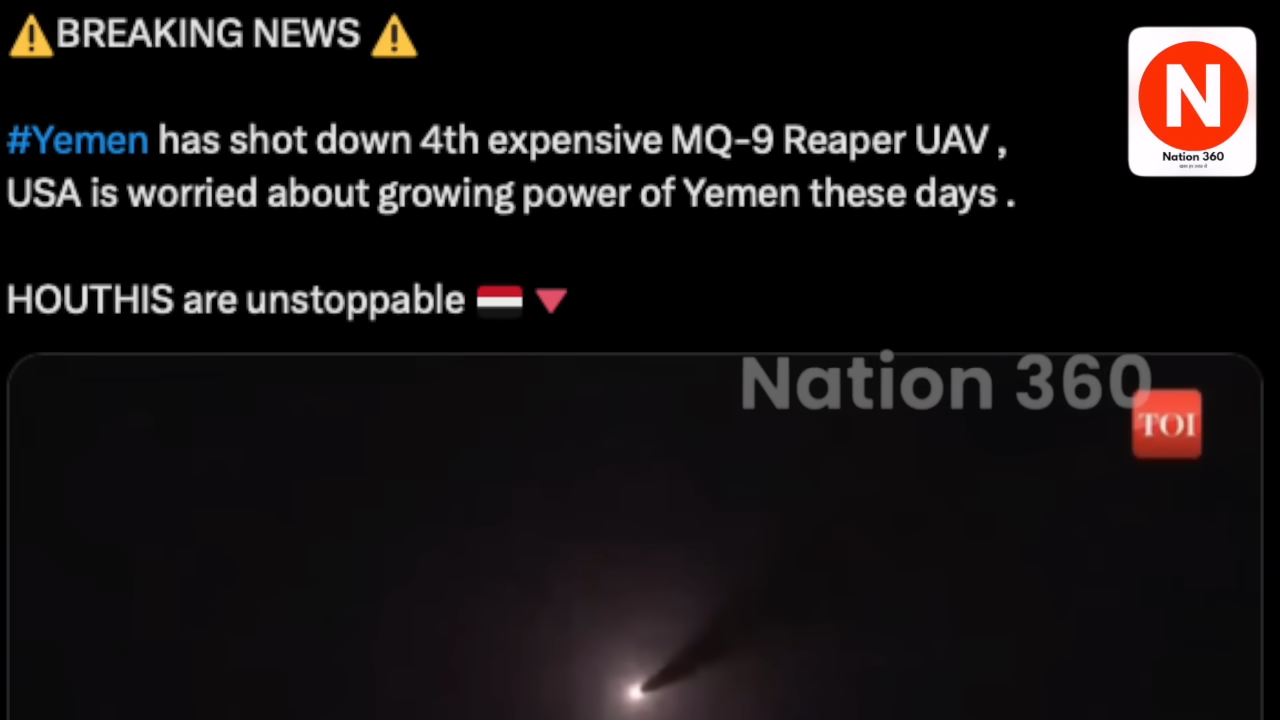 ⚠️BREAKING NEWS ⚠️
#Yemen has shot down 4th expensive MQ-9 Reaper UAV ,
USA is worried about growing power of Yemen these days .
HOUTHIS are unstoppable 🇾🇪🔻
N
Nation 360
Nation 360
TOI